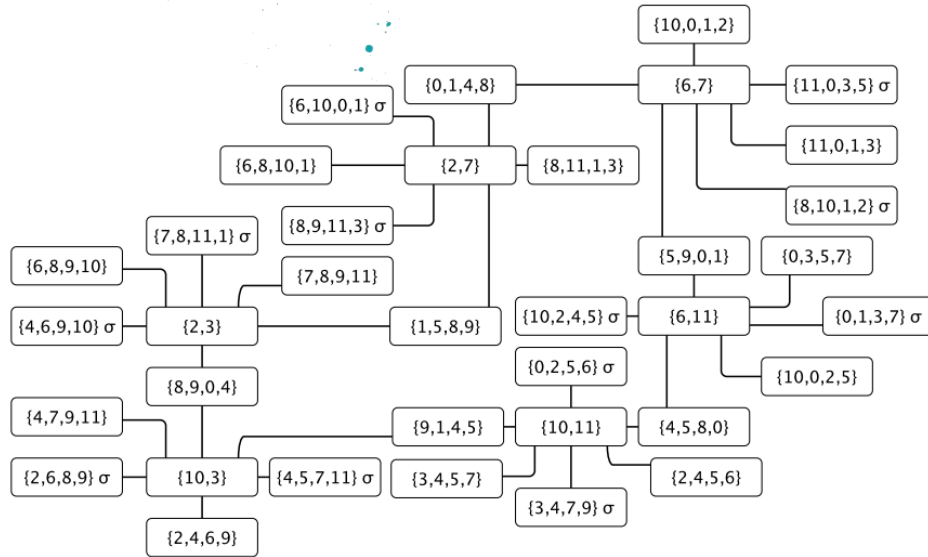 {10,0,1,2}
{0,1,4,8}
{6,7}
{11,0,3,5} σ
{6,10,0,1} σ
{11,0,1,3}
{6,8,10,1}
{2,7}
{8,11,1,3}
{8,10,1,2} σ
{8,9,11,3} σ
{7,8,11,1} σ
{5,9,0,1}
{0,3,5,7}
{6,8,9,10}
{7,8,9,11}
{4,6,9,10} σ
{2,3}
{1,5,8,9}
{10,2,4,5} σ
{6,11}
{0,1,3,7} σ
{0,2,5,6} σ
{10,0,2,5}
{8,9,0,4}
{4,7,9,11}
{9,1,4,5}
{10,11}
{4,5,8,0}
{2,6,8,9} σ
{10,3}
{4,5,7,11} σ
{3,4,5,7}
{2,4,5,6}
{3,4,7,9} σ
{2,4,6,9}